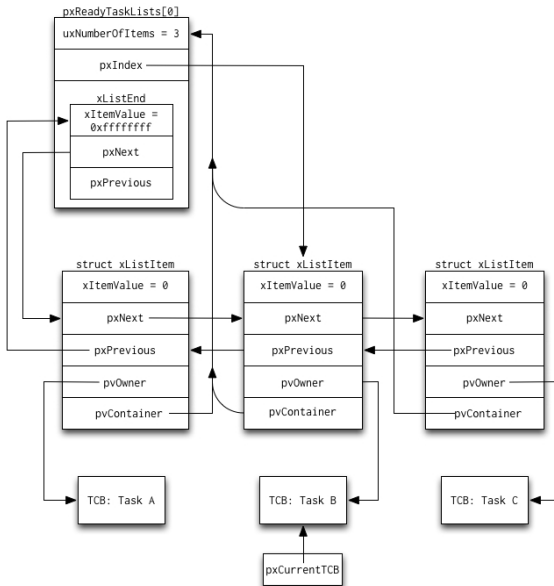 pxReadyTaskLists[0]
uxNumberOfItems = 3
pxIndex
xListEnd
xItemValue =
0xffffffff
pxNext
pxPrevious
struct xListItem
xItemValue = 0
pxNext
pxPrevious
pvOwner
pvContainer
struct xListItem
xItemValue = 0
pxNext
pxPrevious
pvOwner
pvContainer
struct xListItem
xItemValue = 0
pxNext
pxPrevious
pvOwner
pvContainer
TCB: Task A
TCB: Task B
TCB: Task C
pxCurrentTCB